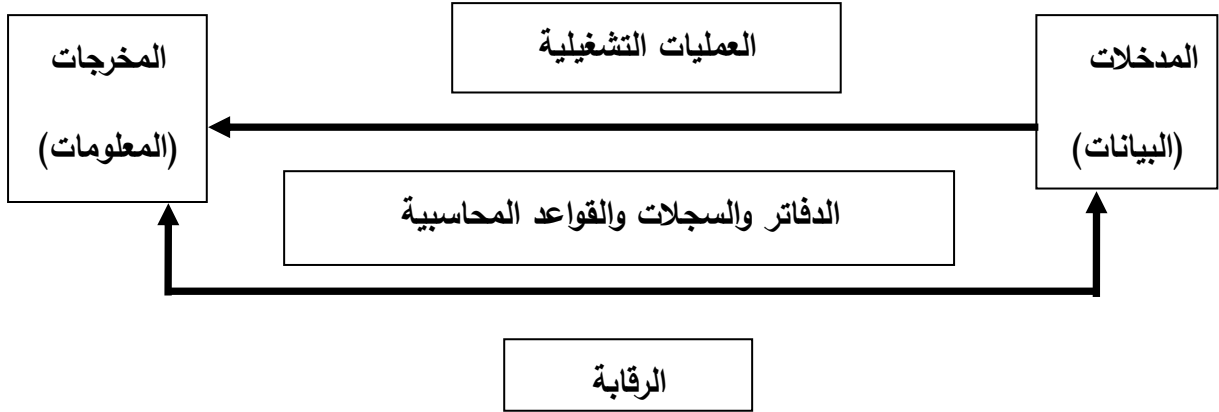 المدخلات
(البيانات)
العمليات التشغيلية
الدفاتر والسجلات والقواعد المحاسبية
المخرجات
(المعلومات)
الرقابة